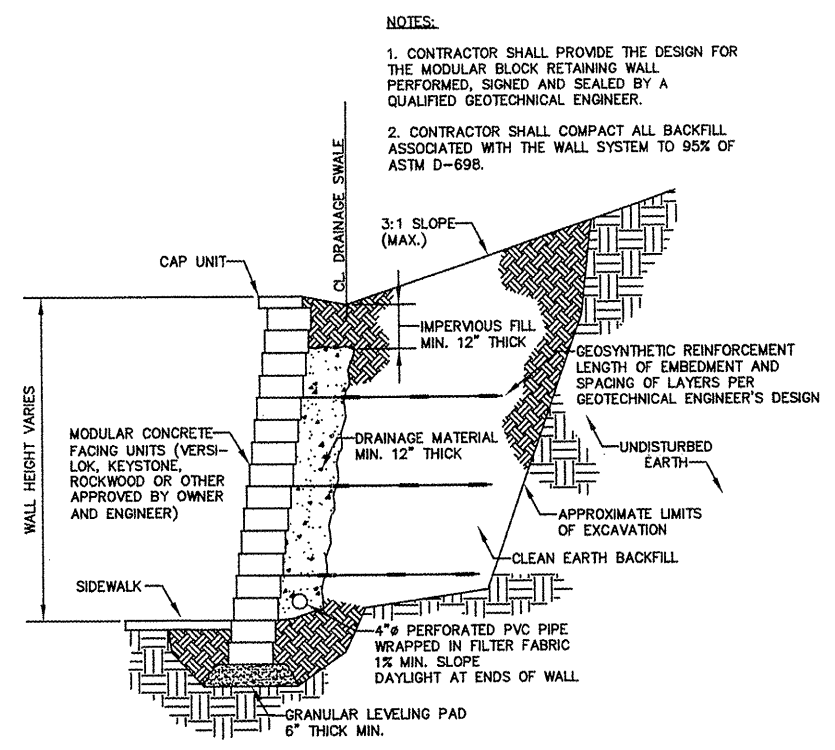 NOTES:
1. CONTRACTOR SHALL PROVIDE THE DESIGN FOR
THE MODULAR BLOCK RETAINING WALL
PERFORMED, SIGNED AND SEALED BY A
QUALIFIED GEOTECHNICAL ENGINEER.
2. CONTRACTOR SHALL COMPACT ALL BACKFILL
ASSOCIATED WITH THE WALL SYSTEM TO 95% OF
ASTM D-698.
CL DRAINAGE SWALE
3:1 SLOPE
(MAX.)
CAP UNIT
IMPERVIOUS FILL
MIN. 12" THICK
GEOSYNTHETIC REINFORCEMENT
LENGTH OF EMBEDMENT AND
SPACING OF LAYERS PER
GEOTECHNICAL ENGINEER'S DESIGN
WALL HEIGHT VARIES
MODULAR CONCRETE
FACING UNITS (VERSI-
LOK, KEYSTONE,
ROCKWOOD OR OTHER
APPROVED BY OWNER
AND ENGINEER)
DRAINAGE MATERIAL
MIN. 12" THICK
UNDISTURBED
EARTH
APPROXIMATE LIMITS
OF EXCAVATION
CLEAN EARTH BACKFILL
SIDEWALK
4"ø PERFORATED PVC PIPE
WRAPPED IN FILTER FABRIC
1% MIN. SLOPE
DAYLIGHT AT ENDS OF WALL
GRANULAR LEVELING PAD
6" THICK MIN.